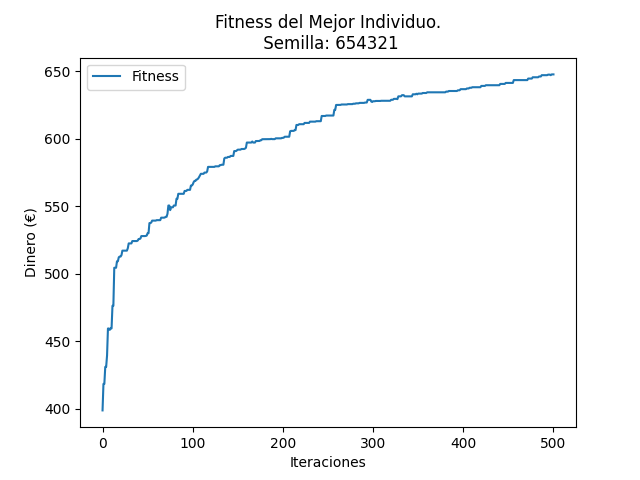 Fitness del Mejor Individuo.
Semilla: 654321
Fitness
Dinero (€)
650
600
550
500
450
400
0 100 200 300 400 500
Iteraciones